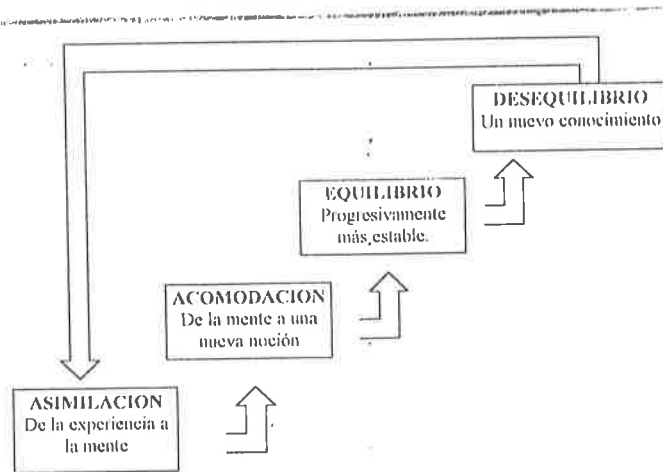 DESEQUILIBRIO
Un nuevo conocimiento
EQUILIBRIO
Progresivamente
más estable.
ACOMODACION
De la mente a una
nueva noción
ASIMILACION
De la experiencia a
la mente